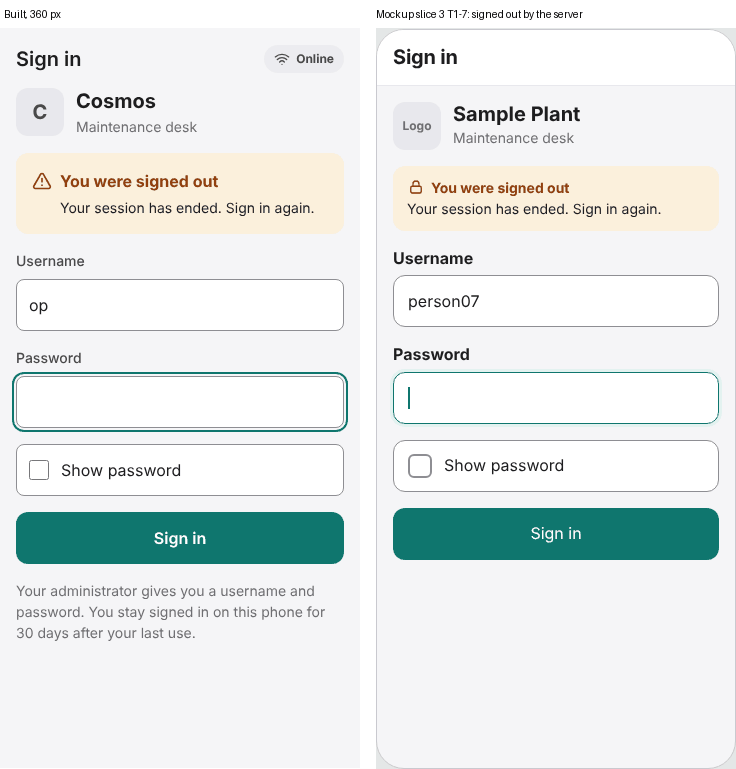 Built, 360 px
Sign in
Online
C
Cosmos
Maintenance desk
You were signed out
Your session has ended. Sign in again.
Username
op
Password
Show password
Sign in
Your administrator gives you a username and
password. You stay signed in on this phone for
30 days after your last use.
Mockup slice 3 T1-7: signed out by the server
Sign in
Logo
Sample Plant
Maintenance desk
You were signed out
Your session has ended. Sign in again.
Username
person07
Password
Show password
Sign in